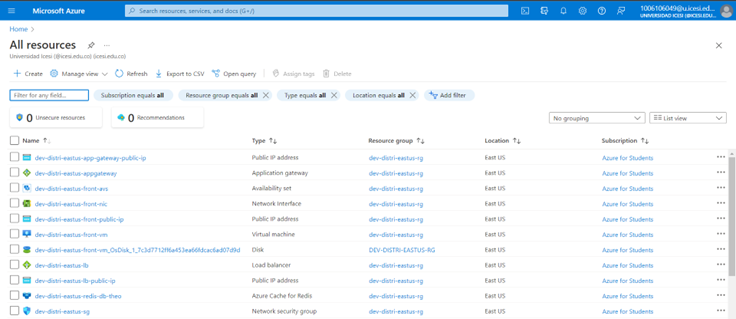 Microsoft Azure
Search resources, services, and docs (G+/)
1006106049@u.icesi.ed...
UNIVERSIDAD ICESI (ICESI.EDU....
Home >
All resources
Universidad Icesi (@icesi.edu.co) (icesi.edu.co)
+ Create Manage view Refresh Export to CSV Open query Assign tags Delete
Filter for any field... Subscription equals all Resource group equals all Type equals all Location equals all Add filter
0 Unsecure resources 0 Recommendations No grouping List view
Name Type Resource group Location Subscription
dev-distri-eastus-app-gateway-public-ip Public IP address dev-distri-eastus-rg East US Azure for Students
dev-distri-eastus-appgateway Application gateway dev-distri-eastus-rg East US Azure for Students
dev-distri-eastus-front-avs Availability set dev-distri-eastus-rg East US Azure for Students
dev-distri-eastus-front-nic Network Interface dev-distri-eastus-rg East US Azure for Students
dev-distri-eastus-front-public-ip Public IP address dev-distri-eastus-rg East US Azure for Students
dev-distri-eastus-front-vm Virtual machine dev-distri-eastus-rg East US Azure for Students
dev-distri-eastus-front-vm_OsDisk_1_7c3d7712ff6a453ea66fdcac6ad07d9d Disk DEV-DISTRI-EASTUS-RG East US Azure for Students
dev-distri-eastus-lb Load balancer dev-distri-eastus-rg East US Azure for Students
dev-distri-eastus-lb-public-ip Public IP address dev-distri-eastus-rg East US Azure for Students
dev-distri-eastus-redis-db-theo Azure Cache for Redis dev-distri-eastus-rg East US Azure for Students
dev-distri-eastus-sg Network security group dev-distri-eastus-rg East US Azure for Students